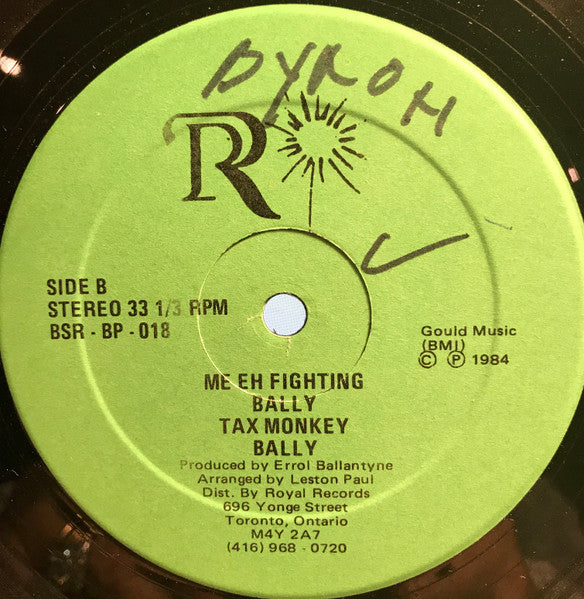 BYRON
R
SIDE B
STEREO 33 1/3 RPM
BSR - BP - 018
Gould Music
(BMI)
© ℗ 1984
ME EH FIGHTING
BALLY
TAX MONKEY
BALLY
Produced by Errol Ballantyne
Arranged by Leston Paul
Dist. By Royal Records
696 Yonge Street
Toronto, Ontario
M4Y 2A7
(416) 968 - 0720